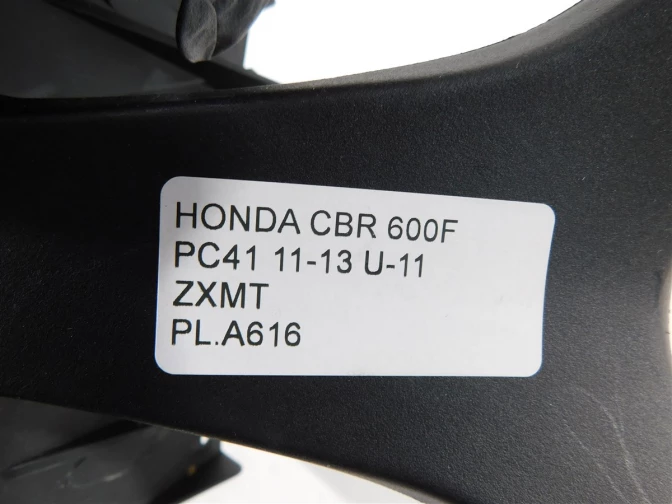 HONDA CBR 600F
PC41 11-13 U-11
ZXMT
PL.A616